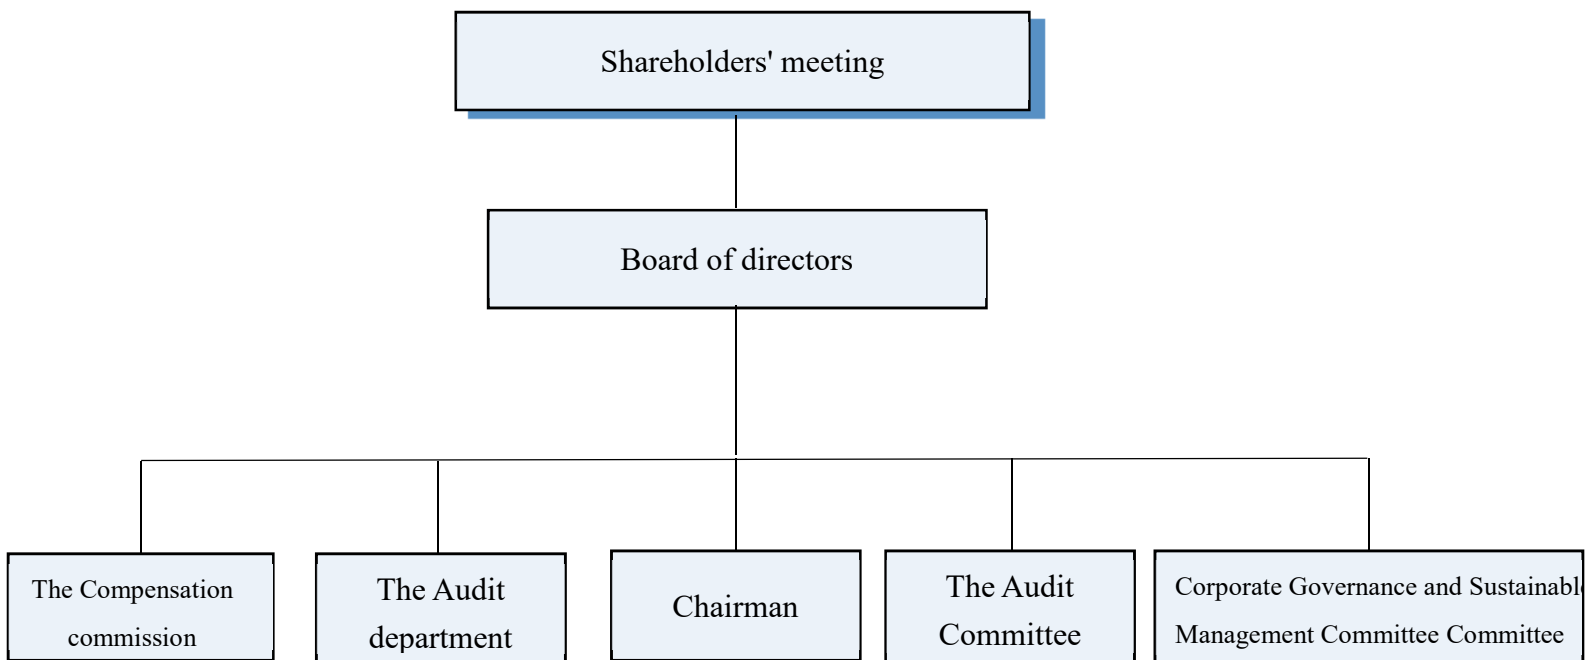 Shareholders' meeting
Board of directors
The Compensation
commission
The Audit
department
Chairman
The Audit
Committee
Corporate Governance and Sustainable
Management Committee Committee